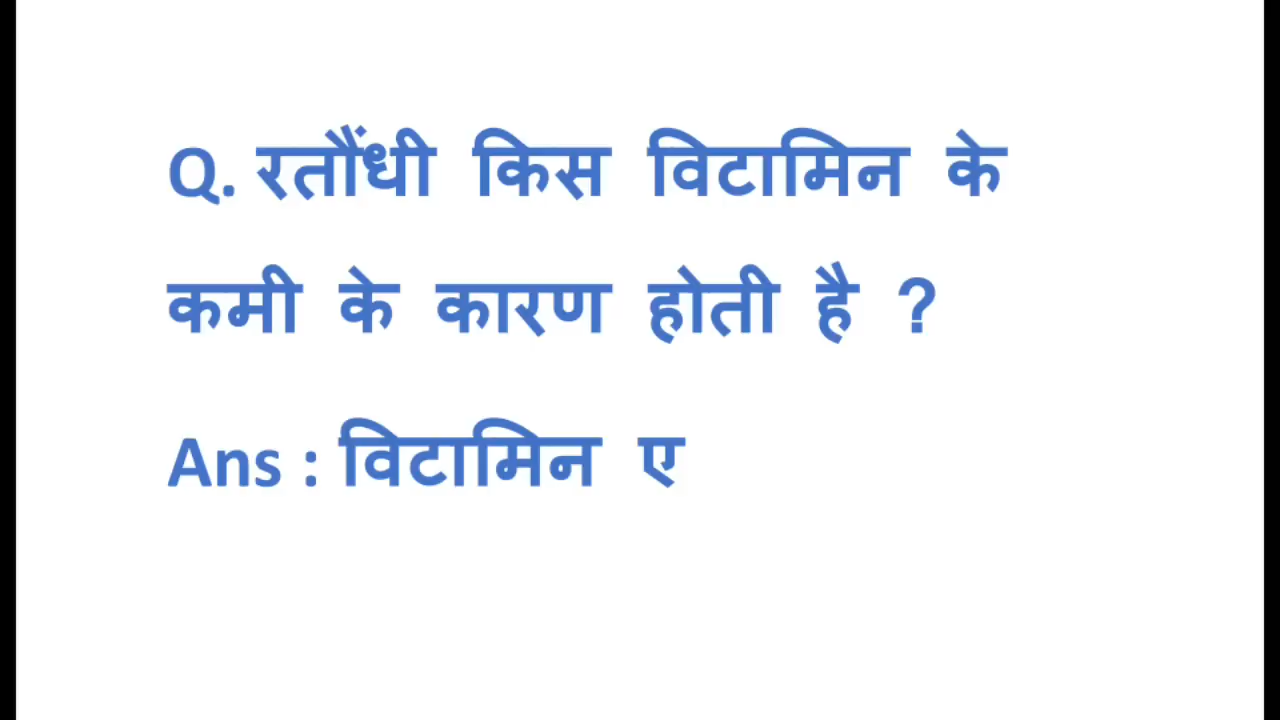 Q. रतौंधी किस विटामिन के
कमी के कारण होती है ?
Ans : विटामिन ए